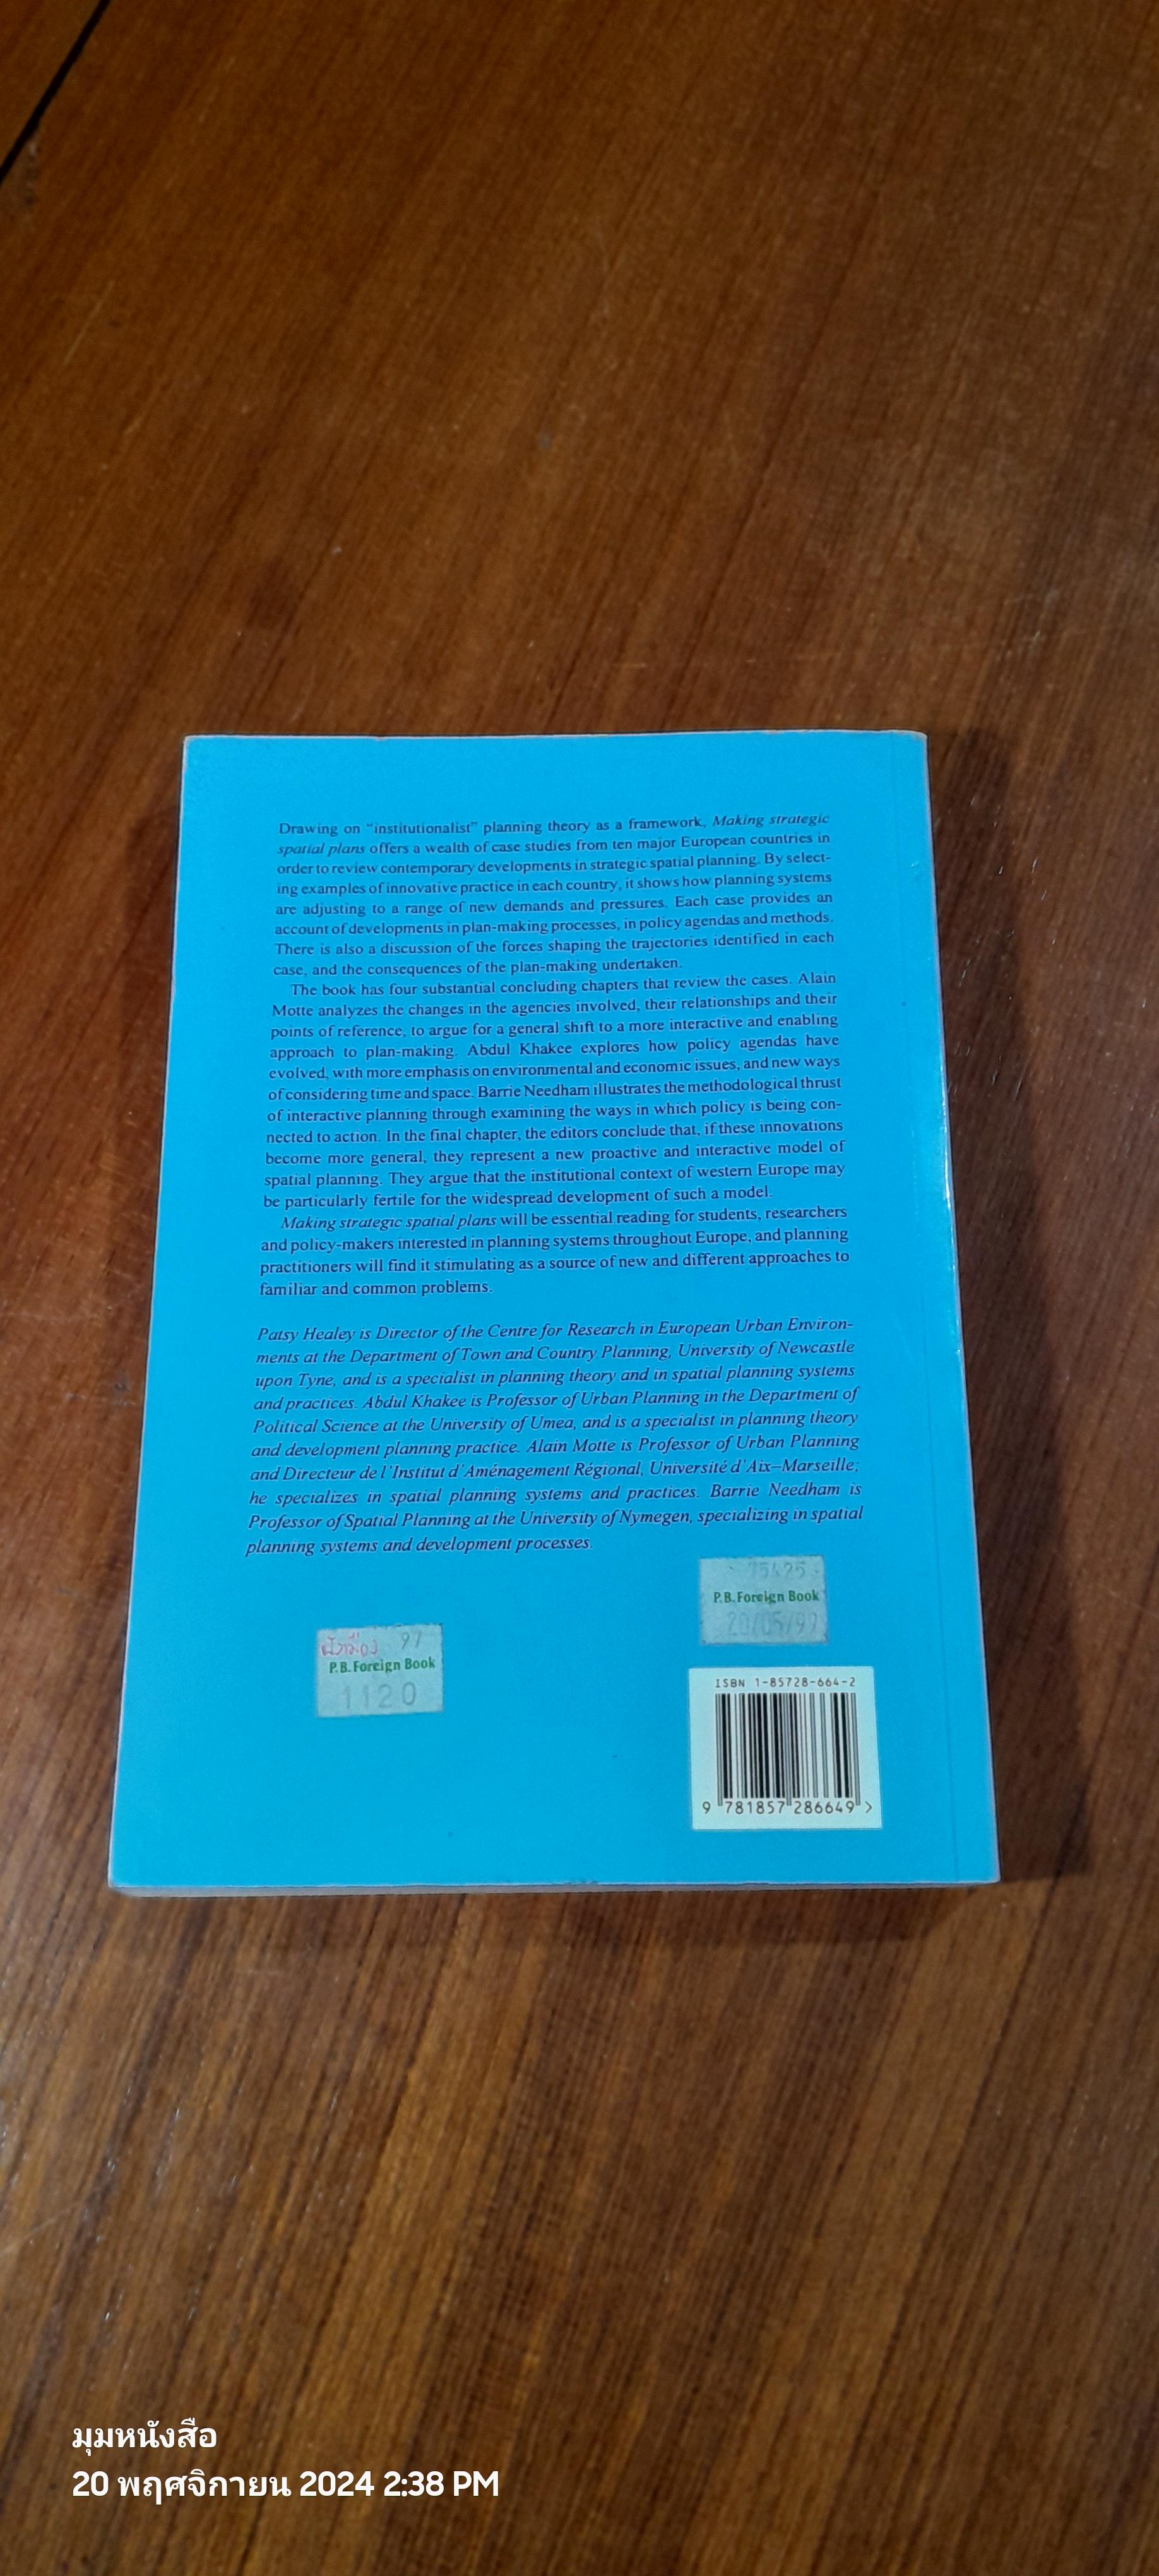 Drawing on “institutionalist” planning theory as a framework, Making strategic
spatial plans offers a wealth of case studies from ten major European countries in
order to review contemporary developments in strategic spatial planning. By select-
ing examples of innovative practice in each country, it shows how planning systems
are adjusting to a range of new demands and pressures. Each case provides an
account of developments in plan-making processes, in policy agendas and methods.
There is also a discussion of the forces shaping the trajectories identified in each
case, and the consequences of the plan-making undertaken.
The book has four substantial concluding chapters that review the cases. Alain
Motte analyzes the changes in the agencies involved, their relationships and their
points of reference, to argue for a general shift to a more interactive and enabling
approach to plan-making. Abdul Khakee explores how policy agendas have
evolved, with more emphasis on environmental and economic issues, and new ways
of considering time and space. Barrie Needham illustrates the methodological thrust
of interactive planning through examining the ways in which policy is being con-
nected to action. In the final chapter, the editors conclude that, if these innovations
become more general, they represent a new proactive and interactive model of
spatial planning. They argue that the institutional context of western Europe may
be particularly fertile for the widespread development of such a model.
Making strategic spatial plans will be essential reading for students, researchers
and policy-makers interested in planning systems throughout Europe, and planning
practitioners will find it stimulating as a source of new and different approaches to
familiar and common problems.
Patsy Healey is Director of the Centre for Research in European Urban Environ-
ments at the Department of Town and Country Planning, University of Newcastle
upon Tyne, and is a specialist in planning theory and in spatial planning systems
and practices. Abdul Khakee is Professor of Urban Planning in the Department of
Political Science at the University of Umea, and is a specialist in planning theory
and development planning practice. Alain Motte is Professor of Urban Planning
and Directeur de l’Institut d’Aménagement Régional, Université d’Aix–Marseille;
he specializes in spatial planning systems and practices. Barrie Needham is
Professor of Spatial Planning at the University of Nymegen, specializing in spatial
planning systems and development processes.
P.B. Foreign Book
ผังเมือง 97
P.B. Foreign Book
1120
ISBN 1-85728-664-2
9 781857 286649 >
มุมหนังสือ
20 พฤศจิกายน 2024 2:38 PM